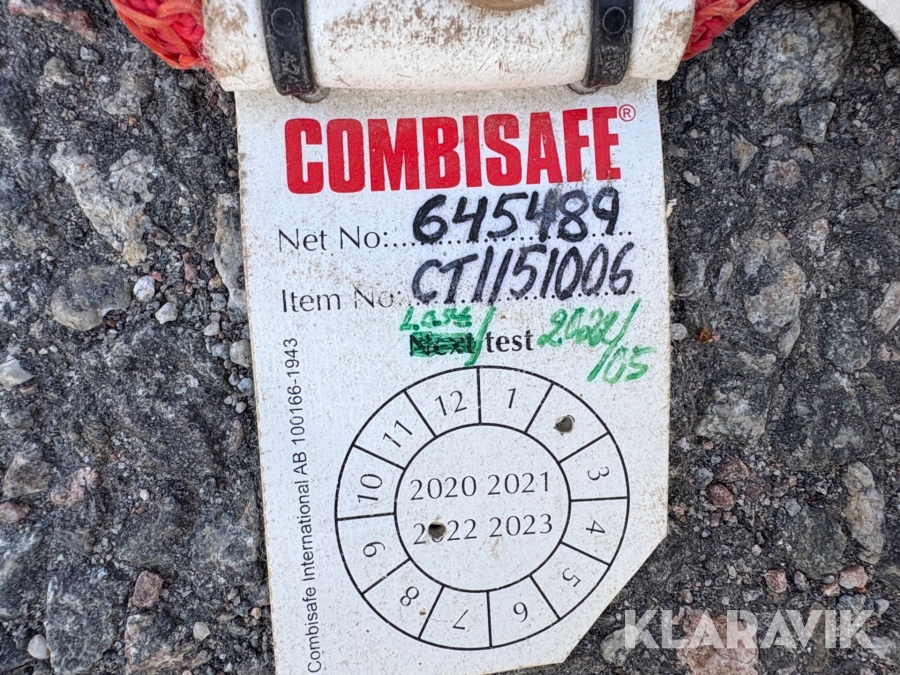 COMBISAFE®
Net No: 645489
Item No: CT1151006
Last/
Next/test 2022/05
12 1
11
10 3
9 4
8 5
7 6
2020 2021
2022 2023
Combisafe International AB 100166-1943
KLARAVIK